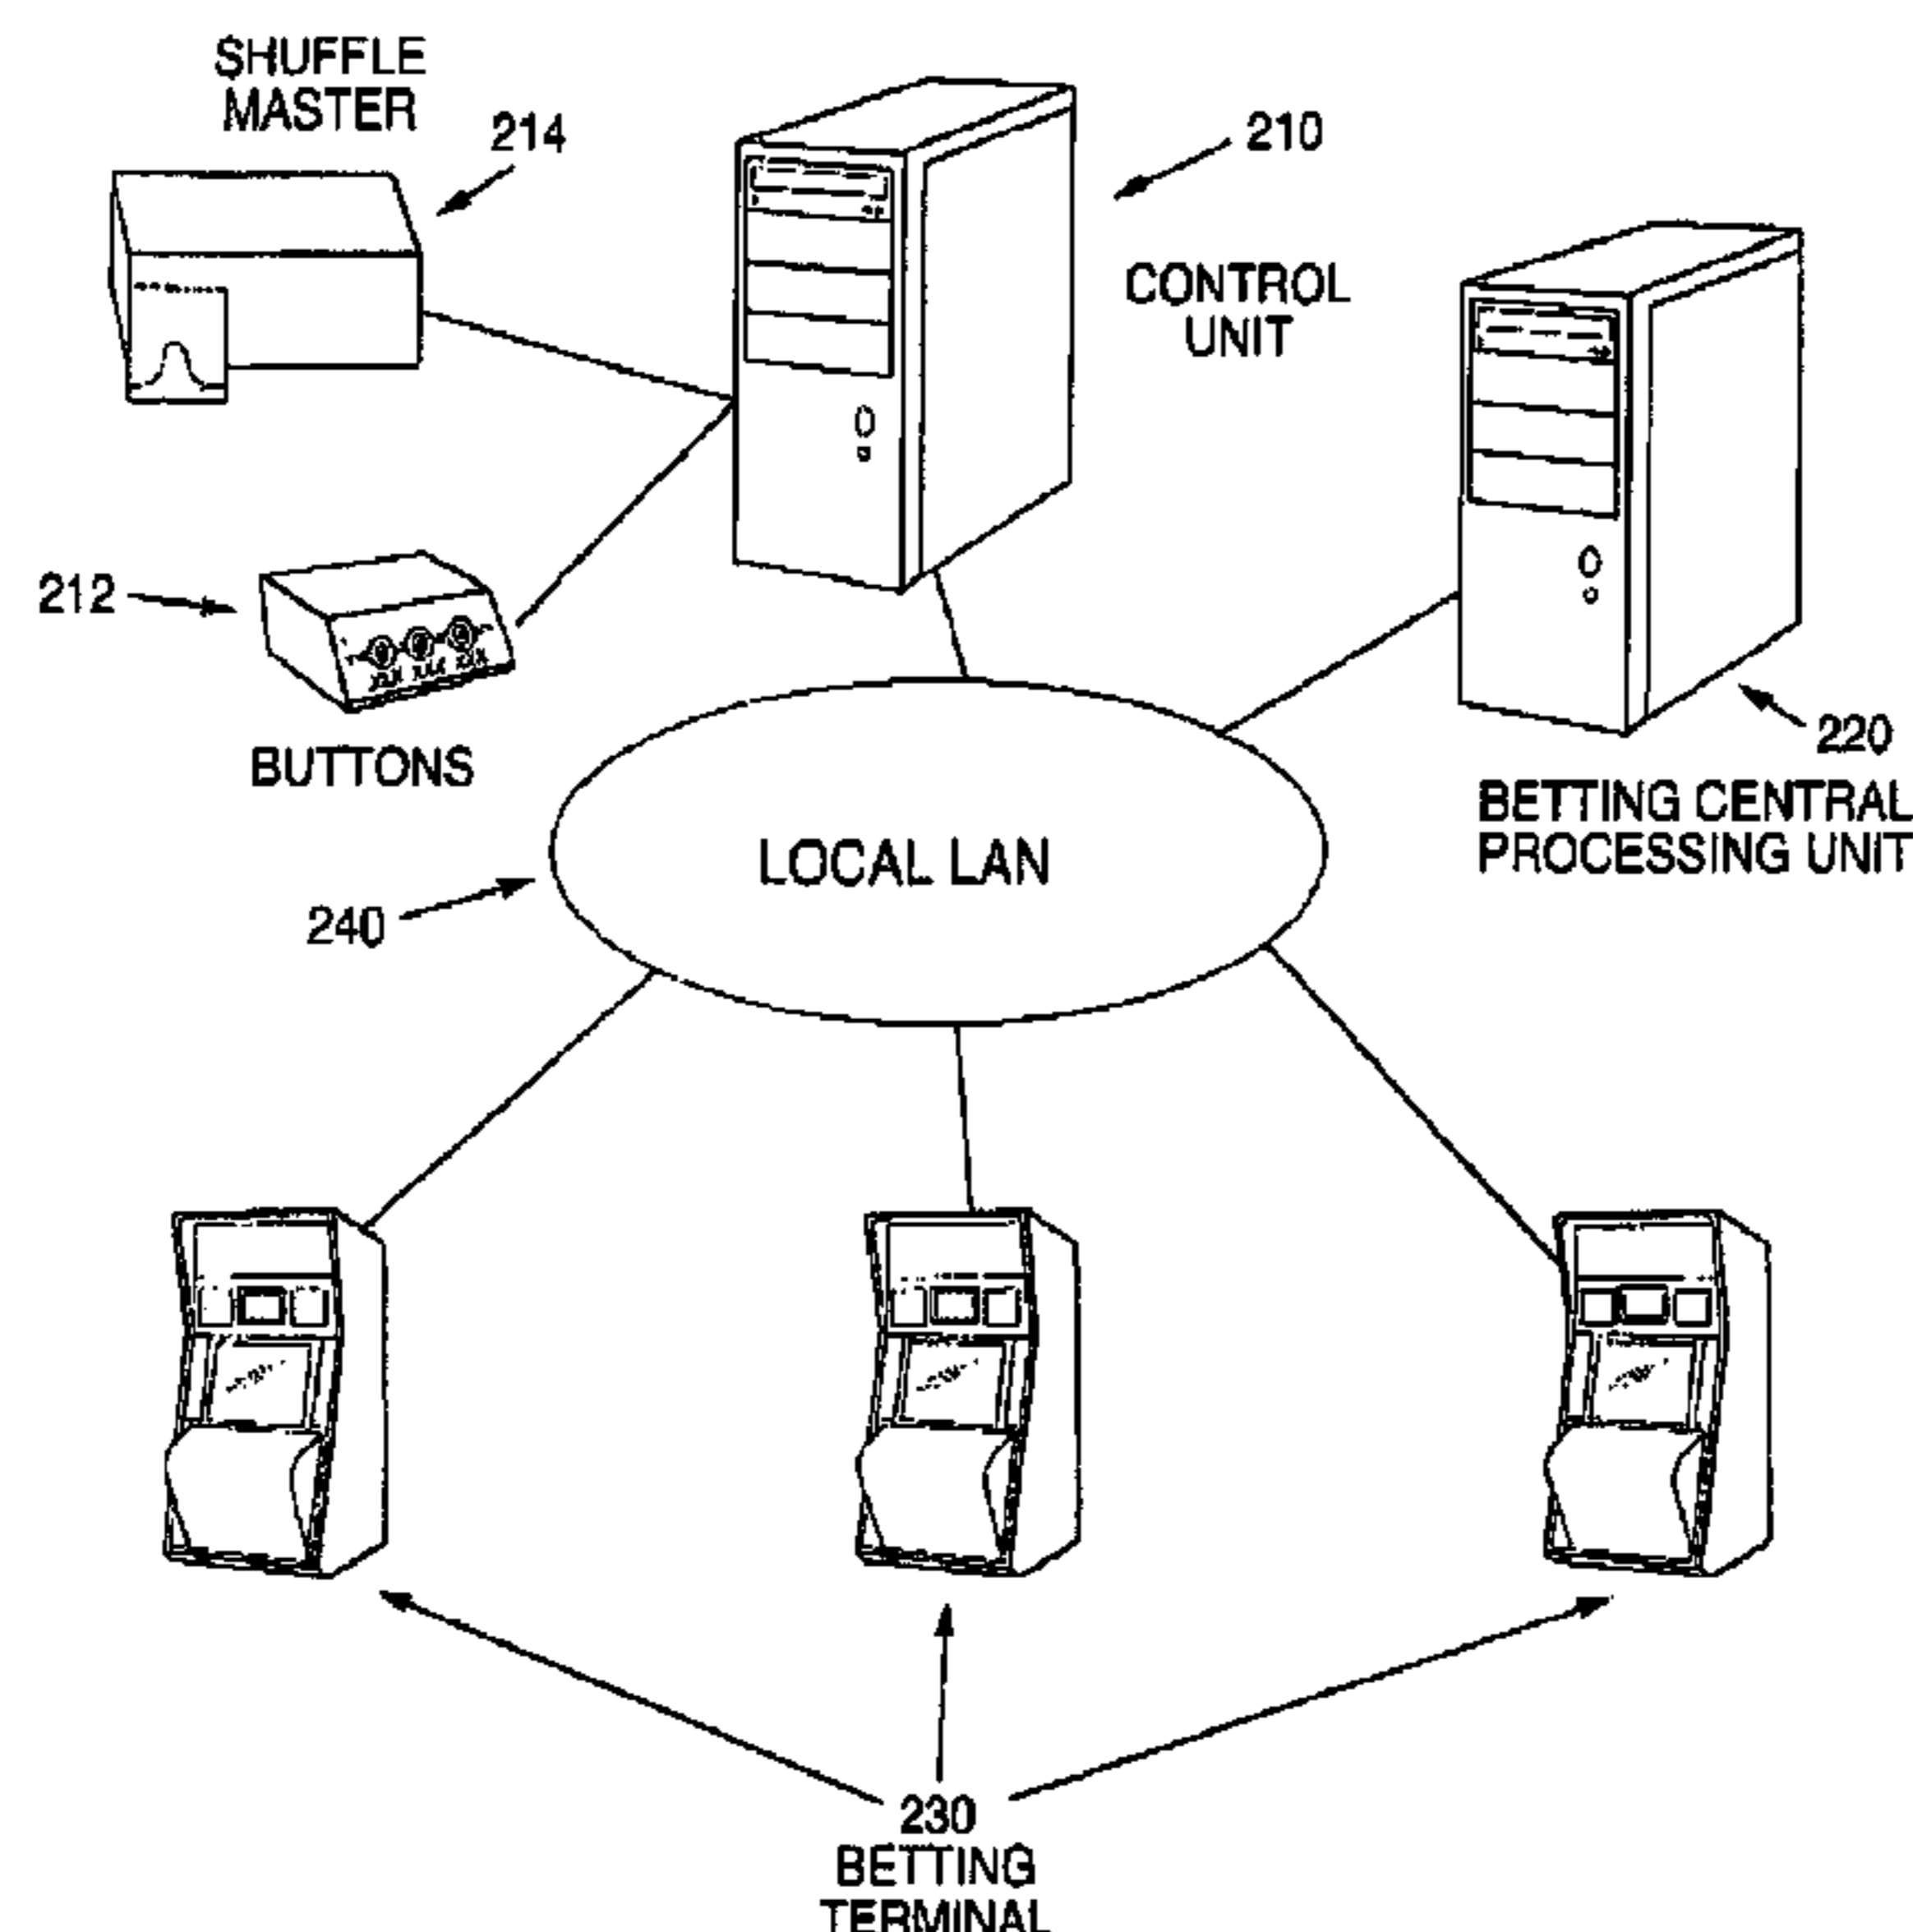 SHUFFLE
MASTER
214
210
CONTROL
UNIT
212
BUTTONS
220
BETTING CENTRAL
PROCESSING UNIT
LOCAL LAN
240
230
BETTING
TERMINAL